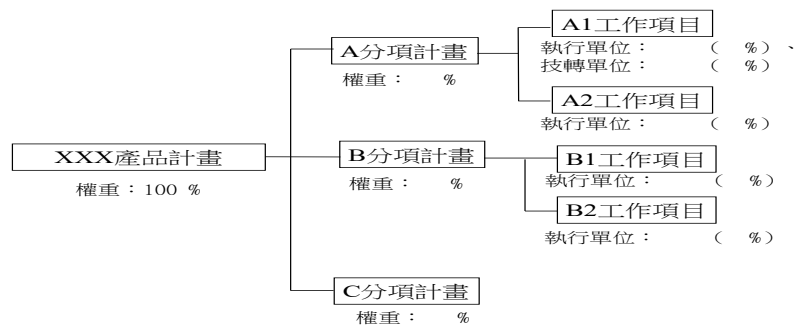 A1工作項目
執行單位：　　　（　%）、
技轉單位：　　　（　%）
A分項計畫
權重：　%
A2工作項目
執行單位：　　　（　%）
XXX產品計畫
權重：100 %
B分項計畫
權重：　%
B1工作項目
執行單位：　　　（　%）
B2工作項目
執行單位：　　　（　%）
C分項計畫
權重：　%